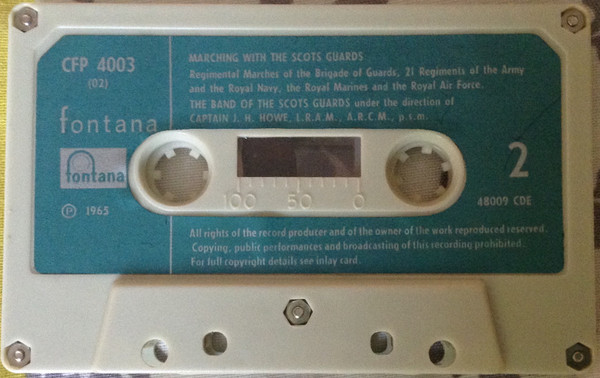 CFP 4003
(02)
MARCHING WITH THE SCOTS GUARDS
Regimental Marches of the Brigade of Guards, 21 Regiments of the Army
and the Royal Navy, the Royal Marines and the Royal Air Force.
THE BAND OF THE SCOTS GUARDS under the direction of
CAPTAIN J. H. HOWE, L.R.A.M., A.R.C.M., p.s.m.
fontana
fontana
2
100 50 0
48009 CDE
Ⓟ 1965
All rights of the record producer and of the owner of the work reproduced reserved.
Copying, public performances and broadcasting of this recording prohibited.
For full copyright details see inlay card.